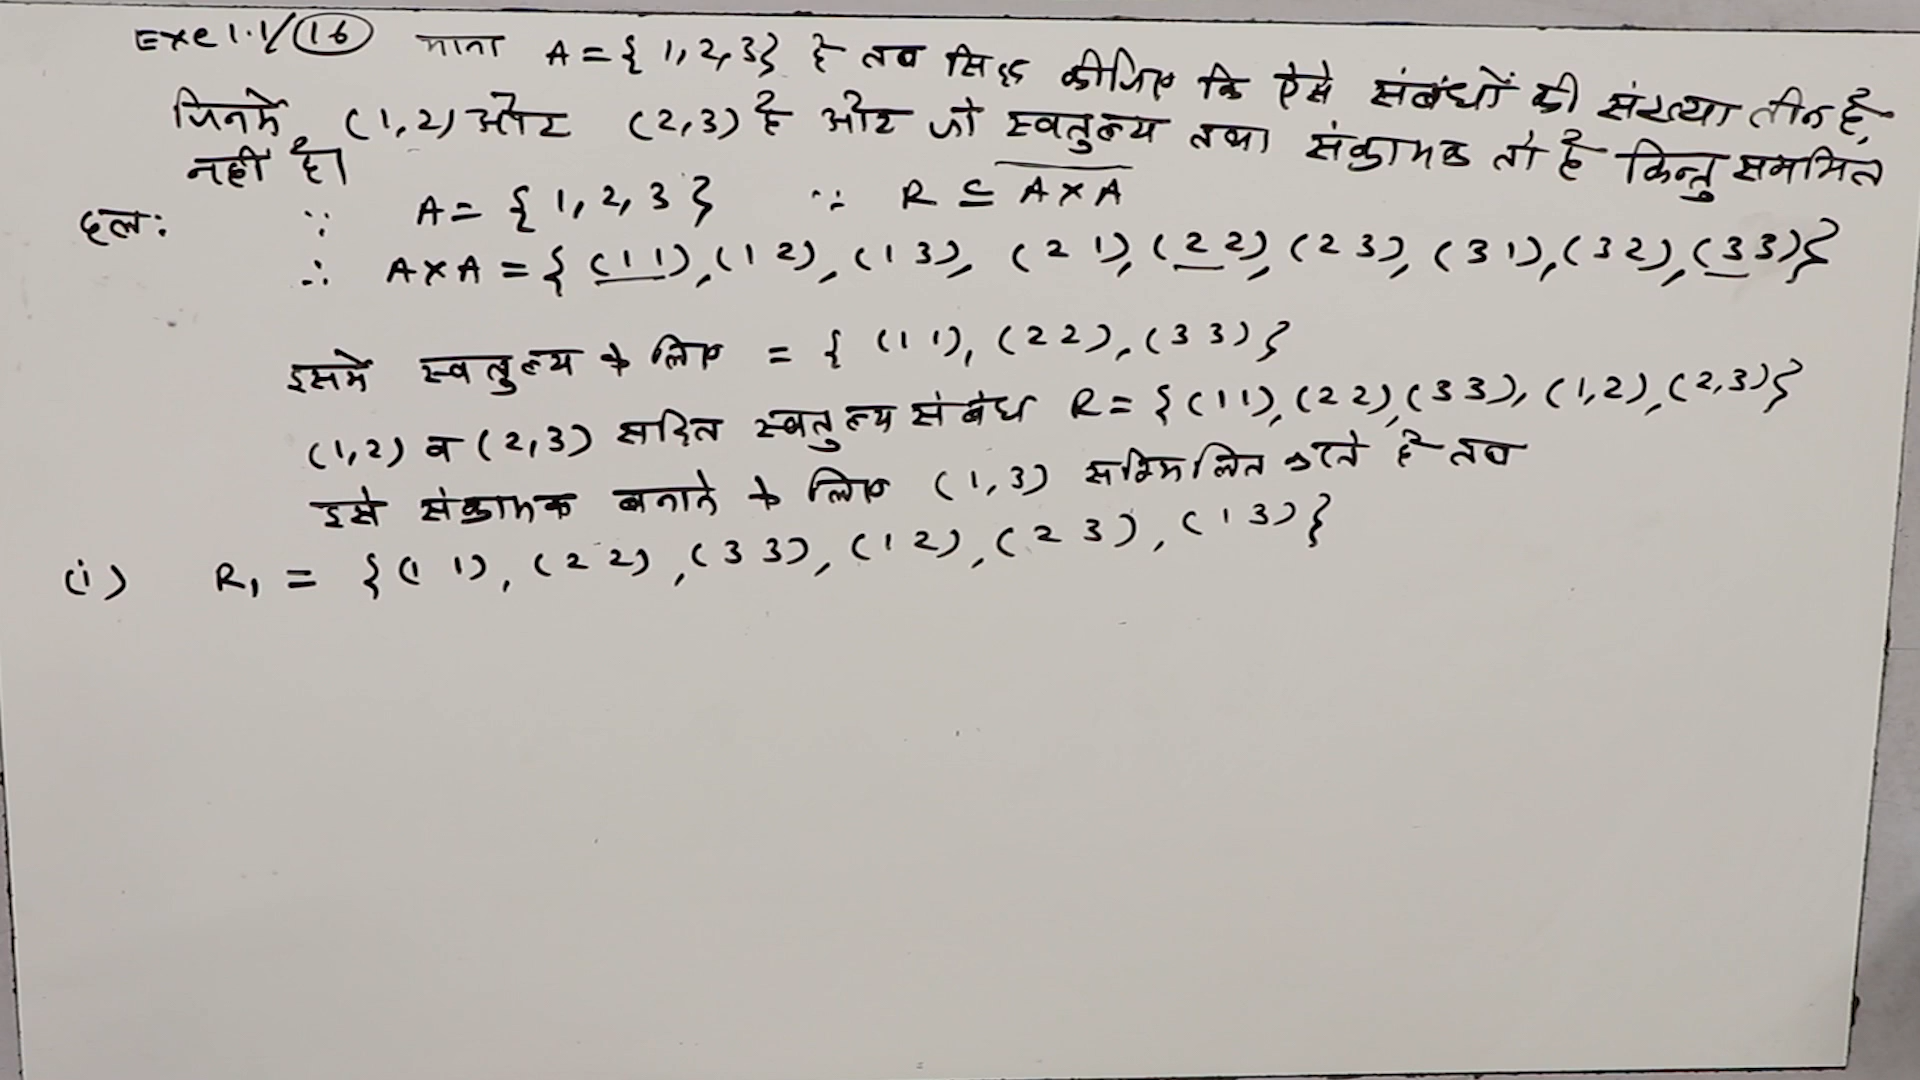 Exe 1.1/16 माना A = { 1, 2, 3} है तब सिद्ध कीजिए कि ऐसे संबंधों की संख्या तीन है,
जिनमें (1,2) और (2,3) है और जो स्वतुल्य तथा संक्रामक तो है किन्तु सममित
नहीं है।
हल: ∵ A = { 1, 2, 3 } ∵ R ⊆ A × A
∴ A × A = { (1 1), (1 2), (1 3), (2 1), (2 2), (2 3), (3 1), (3 2), (3 3)}
इसमें स्वतुल्य के लिए = { (1 1), (2 2), (3 3)}
(1,2) व (2,3) सहित स्वतुल्य संबंध R = { (1 1), (2 2), (3 3), (1,2), (2,3)}
इसे संक्रामक बनाने के लिए (1,3) सम्मिलित करते है तब
(i) R₁ = { (1 1), (2 2), (3 3), (1 2), (2 3), (1 3)}